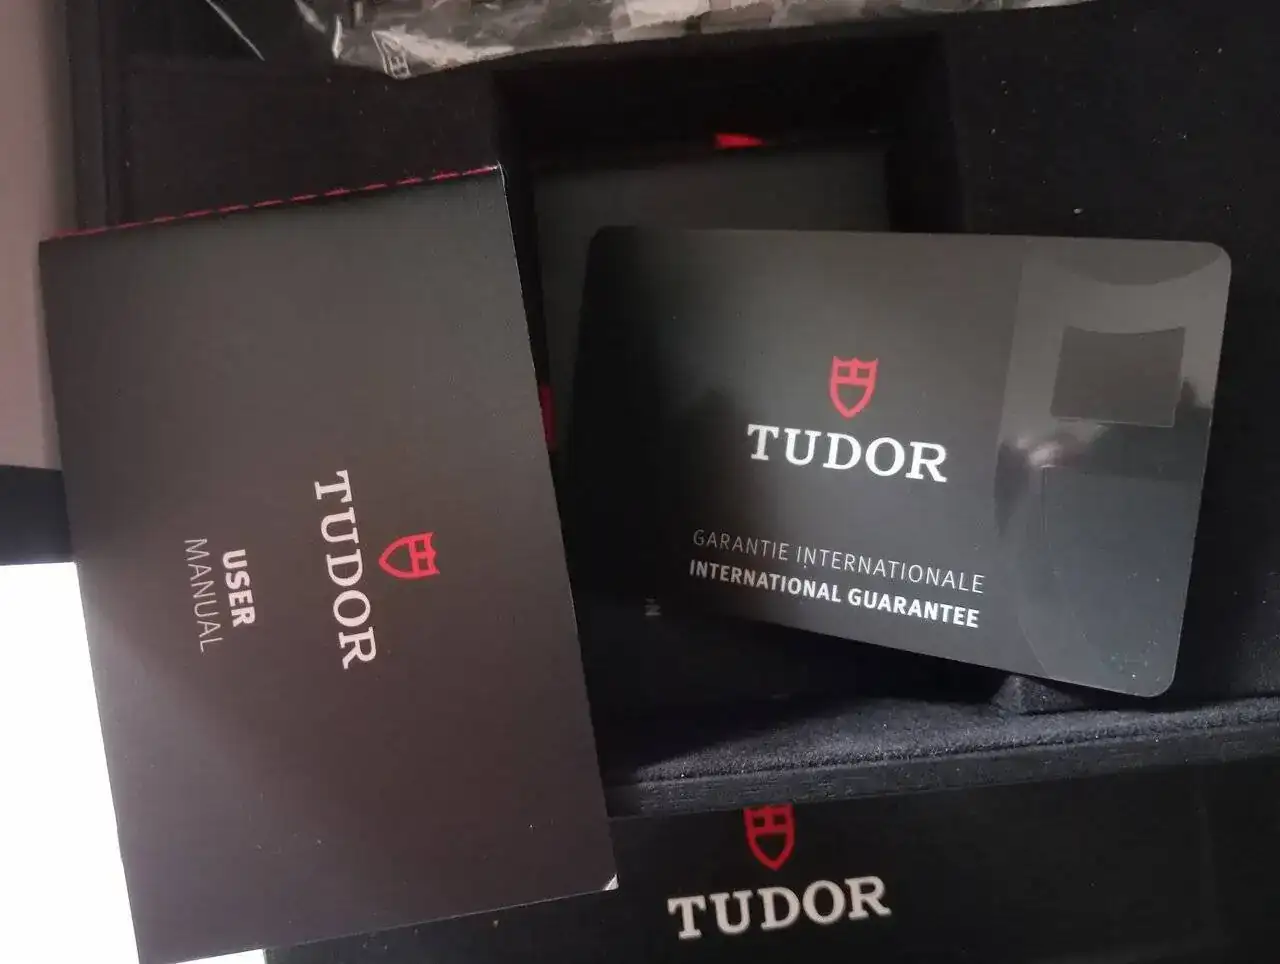 TUDOR
USER
MANUAL
TUDOR
GARANTIE INTERNATIONALE
INTERNATIONAL GUARANTEE
TUDOR